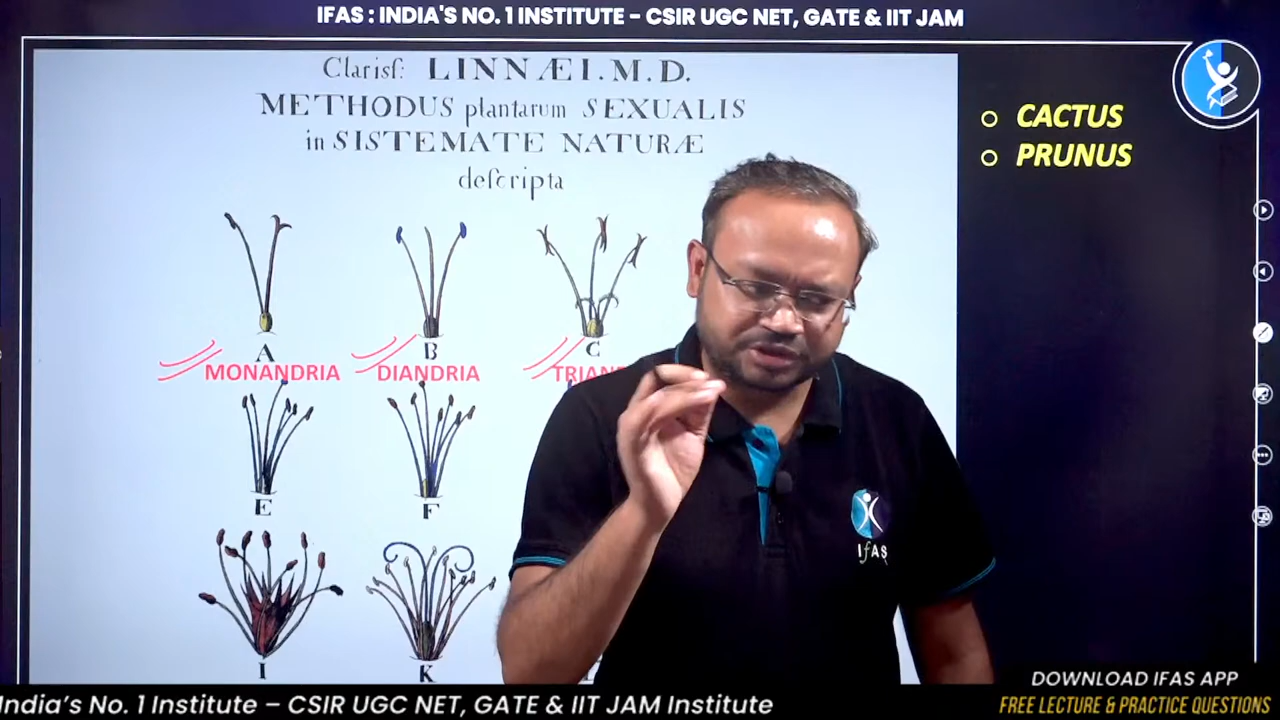 IFAS : INDIA'S NO. 1 INSTITUTE - CSIR UGC NET, GATE & IIT JAM
Clarisſ: LINNÆI. M. D.
METHODUS plantarum SEXUALIS
in SISTEMATE NATURÆ
deſcripta
CACTUS
PRUNUS
A
B
C
MONANDRIA
DIANDRIA
E
F
IfAS
I
K
DOWNLOAD IFAS APP
India's No. 1 Institute – CSIR UGC NET, GATE & IIT JAM Institute
FREE LECTURE & PRACTICE QUESTIONS